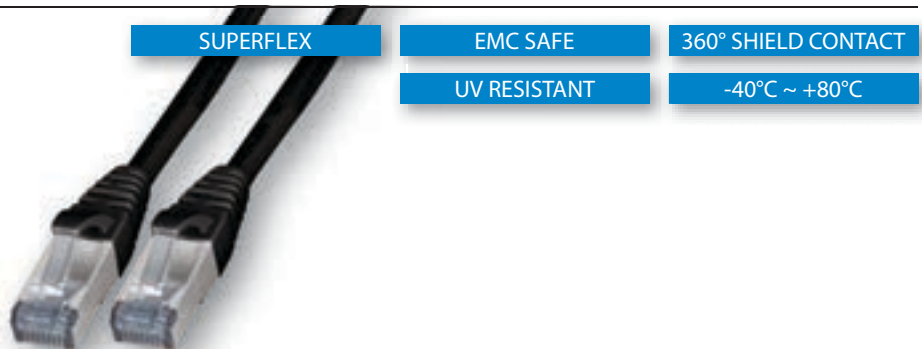 SUPERFLEX
EMC SAFE
360° SHIELD CONTACT
UV RESISTANT
-40°C ~ +80°C